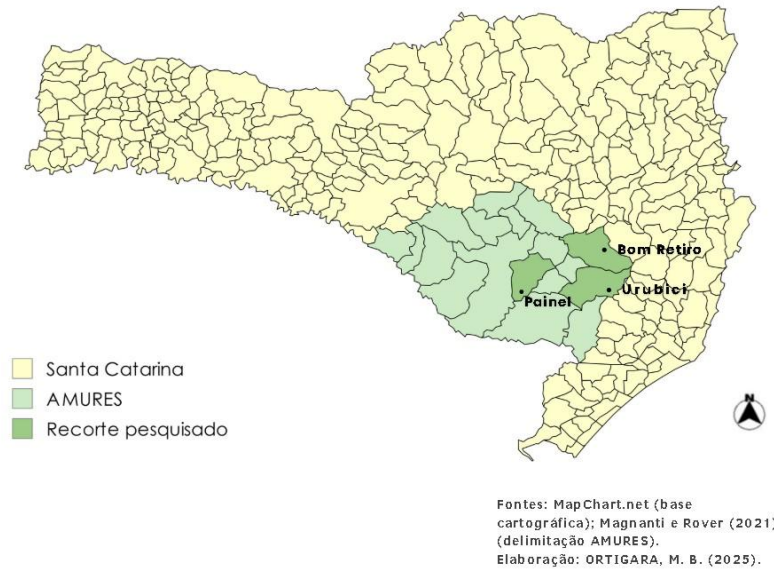 Bom Retiro
Urubici
Painel
Santa Catarina
AMURES
Recorte pesquisado
N
Fontes: MapChart.net (base
cartográfica); Magnanti e Rover (2021)
(delimitação AMURES).
Elaboração: ORTIGARA, M. B. (2025).